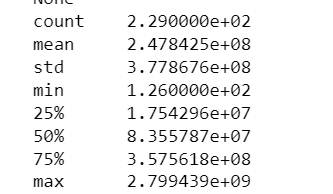 None
count 2.290000e+02
mean 2.478425e+08
std 3.778676e+08
min 1.260000e+02
25% 1.754296e+07
50% 8.355787e+07
75% 3.575618e+08
max 2.799439e+09